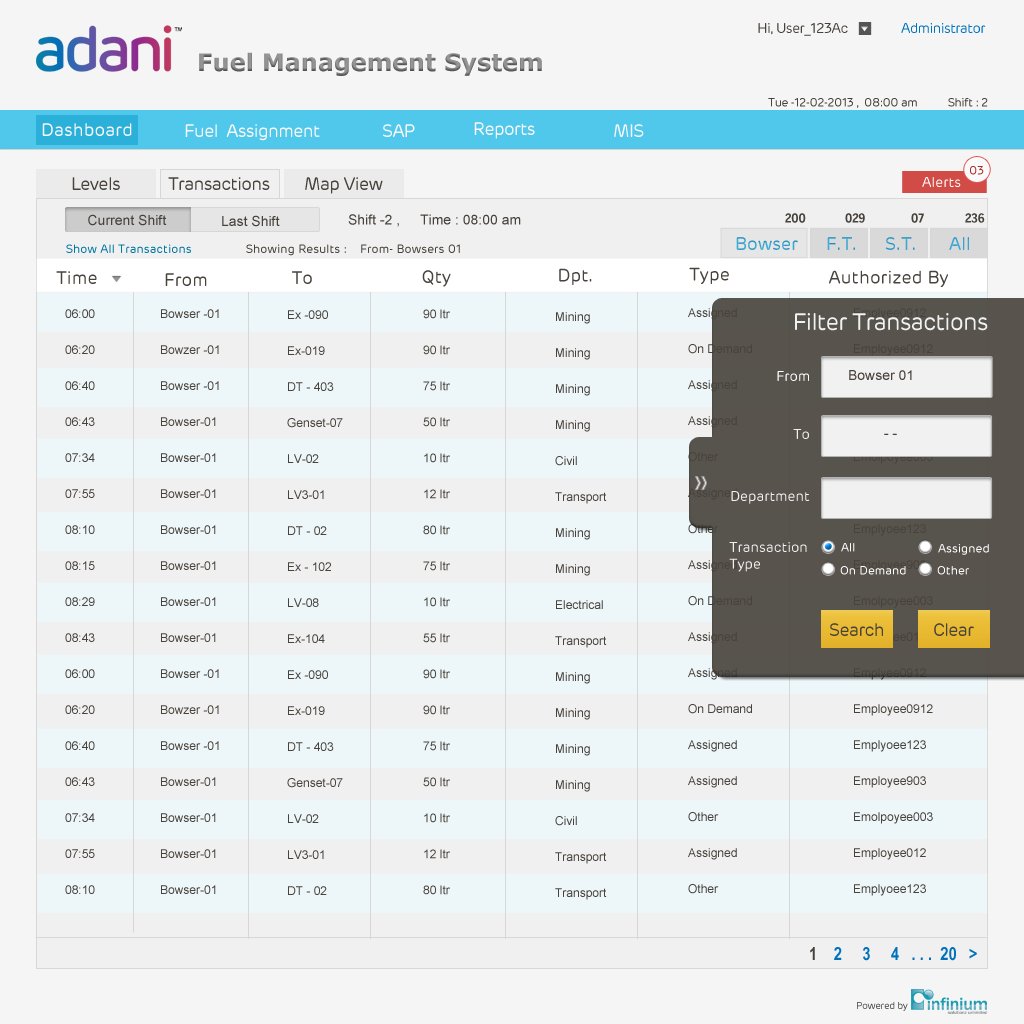 adani™
Fuel Management System
Hi, User_123Ac Administrator
Tue -12-02-2013 , 08:00 am Shift : 2
Dashboard Fuel Assignment SAP Reports MIS
Levels Transactions Map View Alerts 03
Current Shift Last Shift Shift -2 , Time : 08:00 am 200 029 07 236
Show All Transactions Showing Results : From- Bowsers 01 Bowser F.T. S.T. All
Time From To Qty Dpt. Type Authorized By
06:00 Bowser -01 Ex -090 90 ltr Mining Assigned Emplyee0912
06:20 Bowzer -01 Ex-019 90 ltr Mining On Demand Employee0912
06:40 Bowser -01 DT - 403 75 ltr Mining Assigned
06:43 Bowser-01 Genset-07 50 ltr Mining Assigned
07:34 Bowser-01 LV-02 10 ltr Civil Other Emolpoyee003
07:55 Bowser-01 LV3-01 12 ltr Transport Assigned
08:10 Bowser-01 DT - 02 80 ltr Mining Other Emplyoee123
08:15 Bowser-01 Ex - 102 75 ltr Mining Assigned
08:29 Bowser-01 LV-08 10 ltr Electrical On Demand Emolpoyee003
08:43 Bowser-01 Ex-104 55 ltr Transport Assigned
06:00 Bowser -01 Ex -090 90 ltr Mining Assigned Emplyee0912
06:20 Bowzer -01 Ex-019 90 ltr Mining On Demand Employee0912
06:40 Bowser -01 DT - 403 75 ltr Mining Assigned Emplyoee123
06:43 Bowser-01 Genset-07 50 ltr Mining Assigned Employee903
07:34 Bowser-01 LV-02 10 ltr Civil Other Emolpoyee003
07:55 Bowser-01 LV3-01 12 ltr Transport Assigned Employee012
08:10 Bowser-01 DT - 02 80 ltr Transport Other Emplyoee123
Filter Transactions
From Bowser 01
To - -
Department
Transaction Type All Assigned
On Demand Other
Search Clear
1 2 3 4 . . . 20 >
Powered by infinium